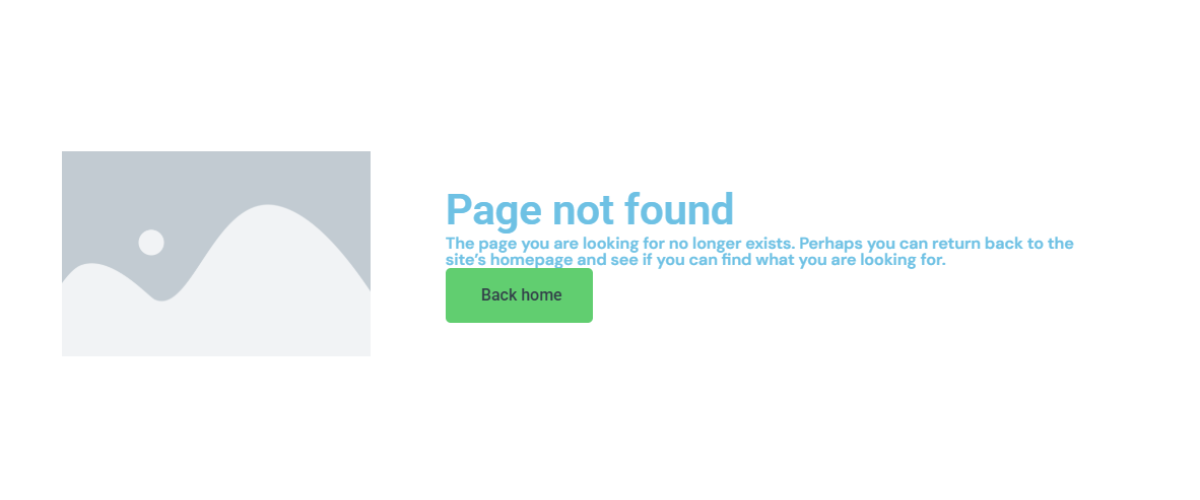 Page not found
The page you are looking for no longer exists. Perhaps you can return back to the
site’s homepage and see if you can find what you are looking for.
Back home